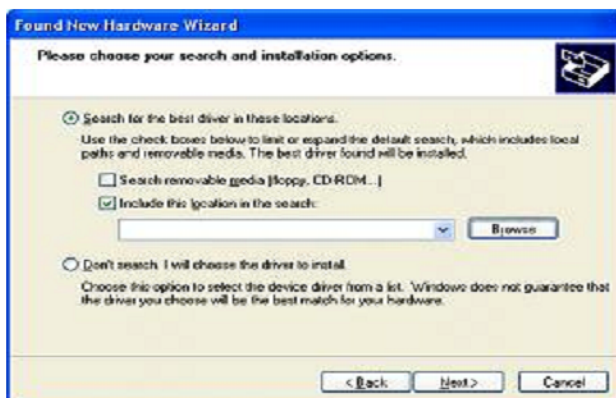 Found New Hardware Wizard
Please choose your search and installation options.
Search for the best driver in these locations.
Use the check boxes below to limit or expand the default search, which includes local
paths and removable media. The best driver found will be installed.
Search removable media (floppy, CD-ROM...)
Include this location in the search:
Browse
Don't search. I will choose the driver to install.
Choose this option to select the device driver from a list. Windows does not guarantee that
the driver you choose will be the best match for your hardware.
< Back
Next >
Cancel